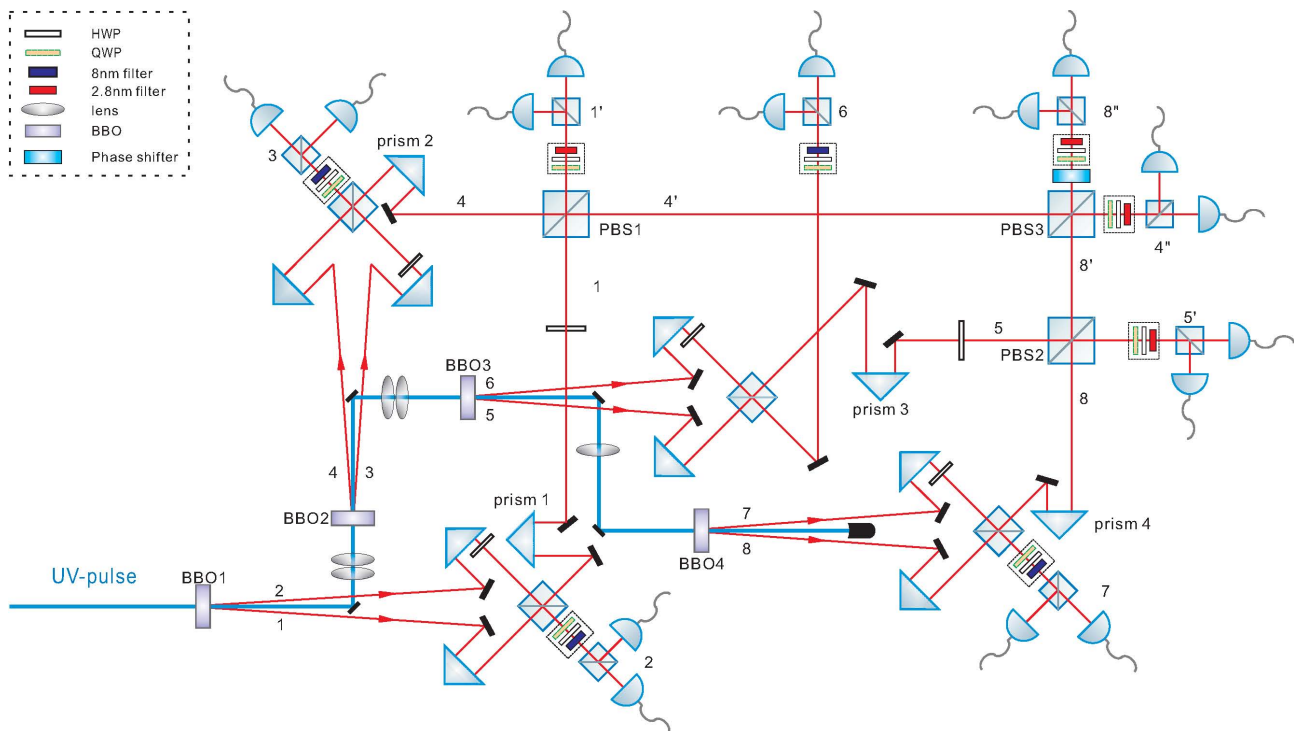 HWP
QWP
8nm filter
2.8nm filter
lens
BBO
Phase shifter
1'
6
8"
3
prism 2
4
4'
PBS1
PBS3
4"
8'
1
5
5'
PBS2
BBO3
6
5
prism 3
8
4
3
BBO2
prism 1
7
8
BBO4
prism 4
UV-pulse
BBO1
2
1
7
2